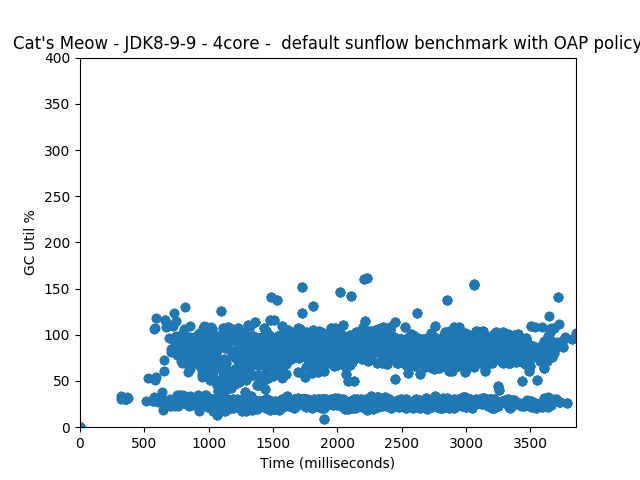 Cat's Meow - JDK8-9-9 - 4core -  default sunflow benchmark with OAP policy
400
350
300
250
200
150
100
50
0
GC Util %
0 500 1000 1500 2000 2500 3000 3500
Time (milliseconds)